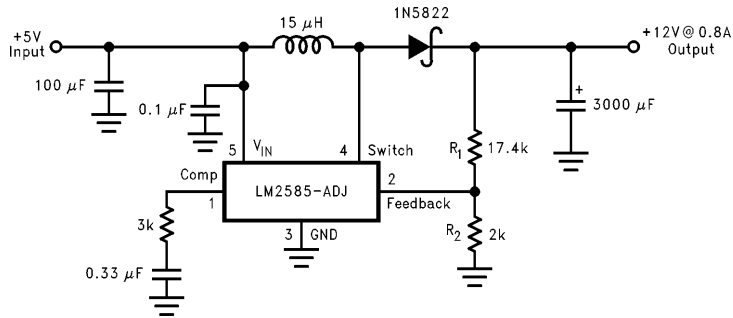 +5V
Input
15 μH
1N5822
+12V@ 0.8A
Output
100 μF
0.1 μF
+
3000 μF
5
VIN
4
Switch
R1
17.4k
Comp
1
LM2585-ADJ
2
Feedback
3k
3
GND
R2
2k
0.33 μF